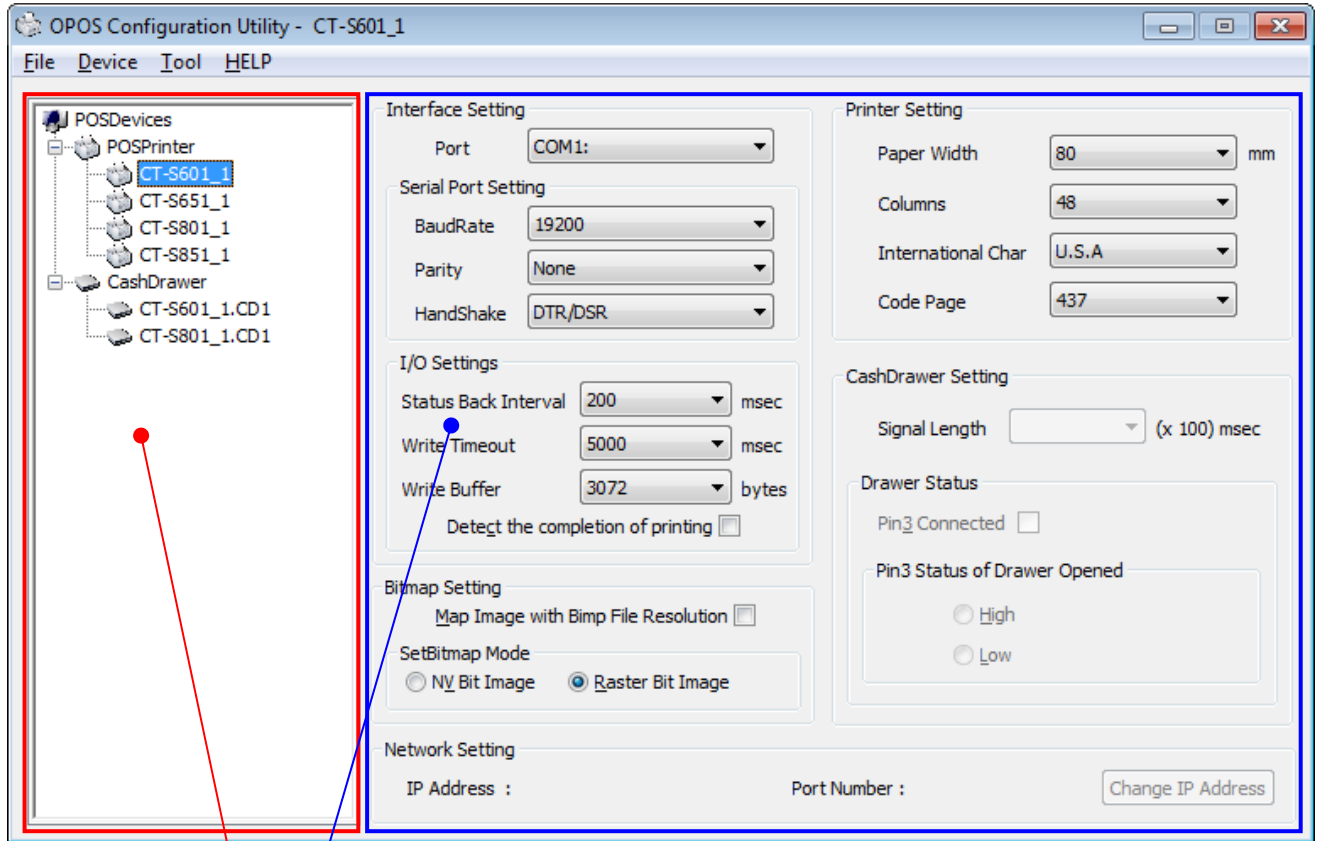 OPOS Configuration Utility - CT-S601_1
File Device Tool HELP
POSDevices
POSPrinter
CT-S601_1
CT-S651_1
CT-S801_1
CT-S851_1
CashDrawer
CT-S601_1.CD1
CT-S801_1.CD1
Interface Setting
Port COM1:
Serial Port Setting
BaudRate 19200
Parity None
HandShake DTR/DSR
I/O Settings
Status Back Interval 200 msec
Write Timeout 5000 msec
Write Buffer 3072 bytes
Detect the completion of printing
Bitmap Setting
Map Image with Bimp File Resolution
SetBitmap Mode
NV Bit Image Raster Bit Image
Printer Setting
Paper Width 80 mm
Columns 48
International Char U.S.A
Code Page 437
CashDrawer Setting
Signal Length (x 100) msec
Drawer Status
Pin3 Connected
Pin3 Status of Drawer Opened
High
Low
Network Setting
IP Address : Port Number : Change IP Address